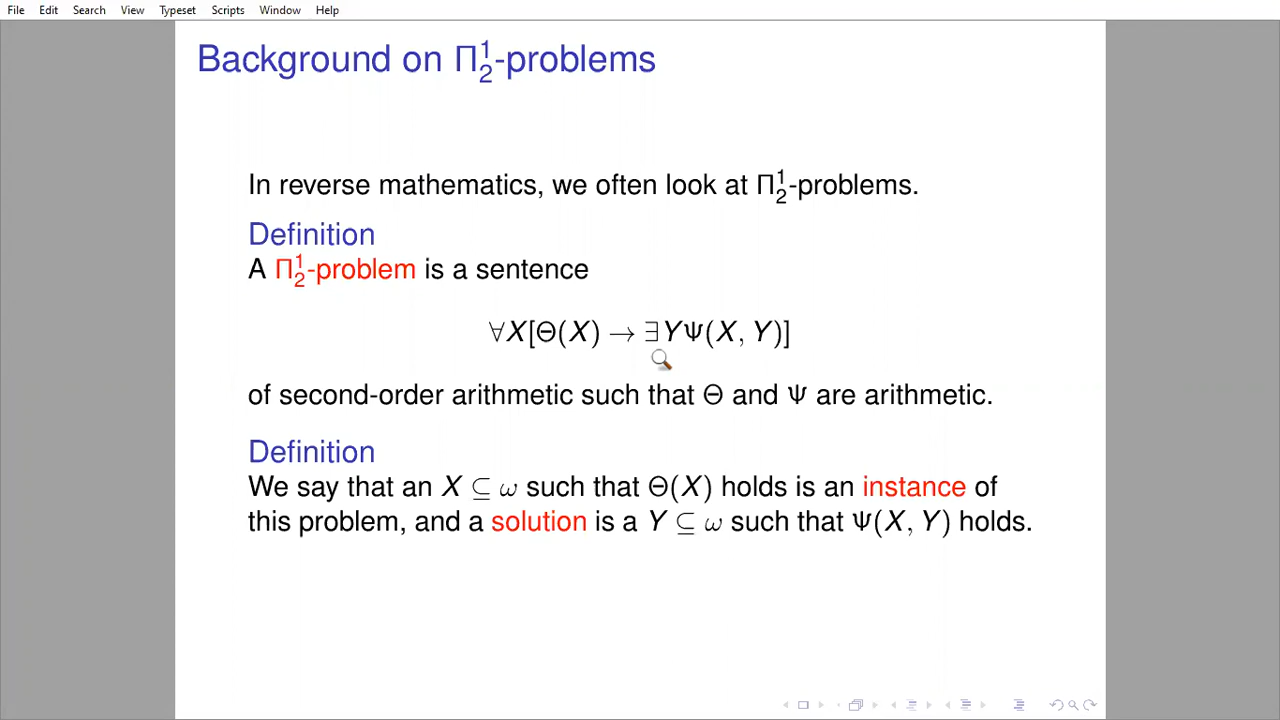 File Edit Search View Typeset Scripts Window Help
Background on Π¹₂-problems
In reverse mathematics, we often look at Π¹₂-problems.
Definition
A Π¹₂-problem is a sentence
∀X[Θ(X) → ∃YΨ(X, Y)]
of second-order arithmetic such that Θ and Ψ are arithmetic.
Definition
We say that an X ⊆ ω such that Θ(X) holds is an instance of
this problem, and a solution is a Y ⊆ ω such that Ψ(X, Y) holds.